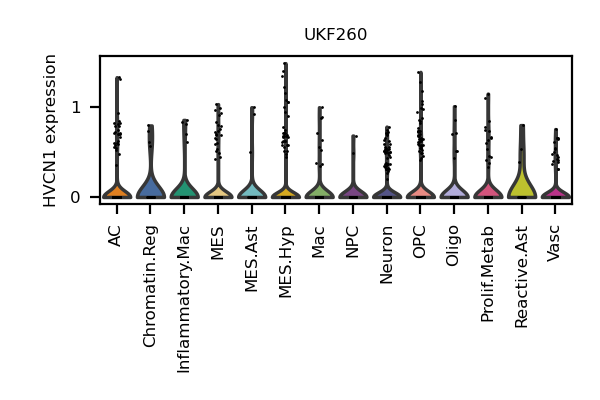 UKF260
HVCN1 expression
1
0
AC
Chromatin.Reg
Inflammatory.Mac
MES
MES.Ast
MES.Hyp
Mac
NPC
Neuron
OPC
Oligo
Prolif.Metab
Reactive.Ast
Vasc